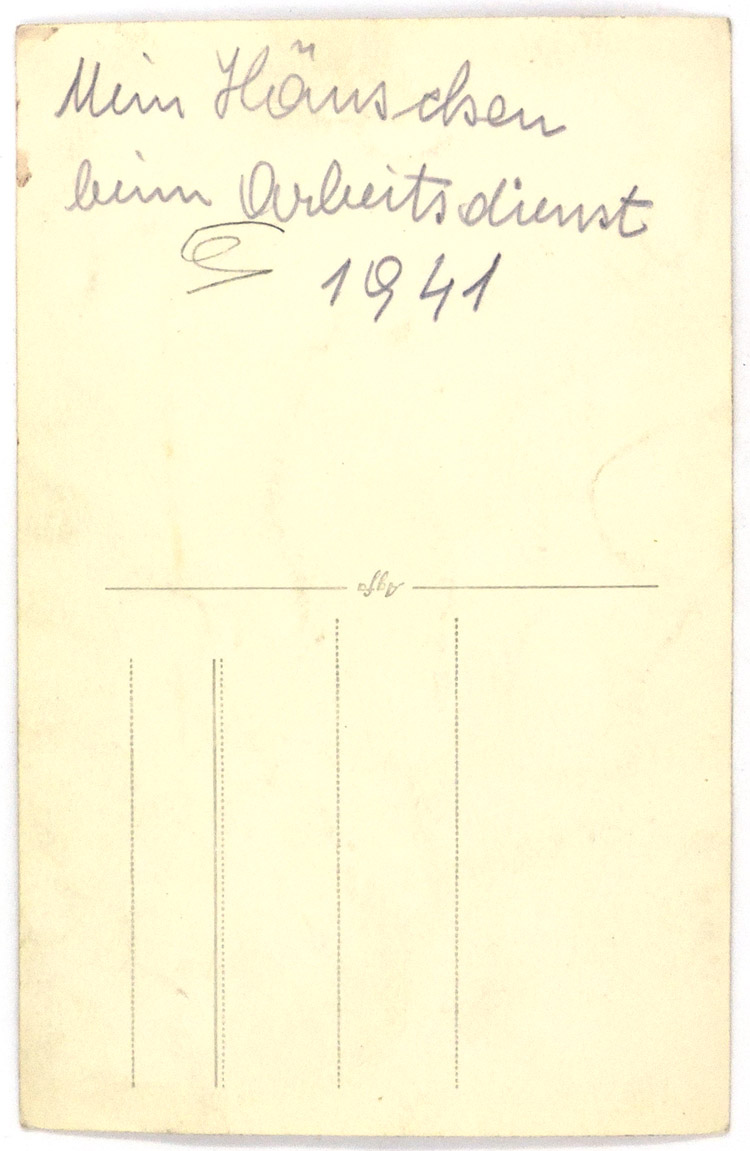 Mein Hänschen
beim Arbeitsdienst
1941
Agfa